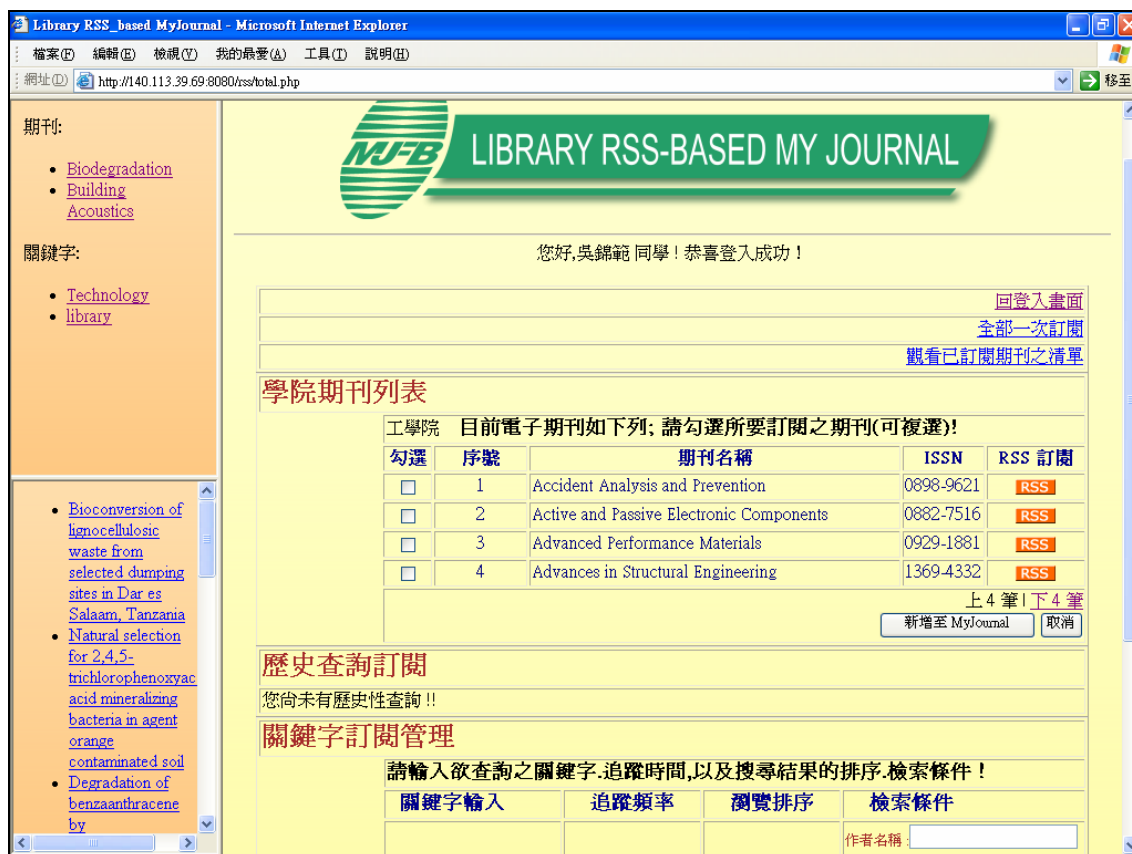 Library RSS_based MyJournal - Microsoft Internet Explorer
檔案(F) 編輯(E) 檢視(V) 我的最愛(A) 工具(T) 說明(H)
網址(D) http://140.113.39.69:8080/rss/total.php 移至
期刊:
Biodegradation
Building
Acoustics
關鍵字:
Technology
library
Bioconversion of
lignocellulosic
waste from
selected dumping
sites in Dar es
Salaam, Tanzania
Natural selection
for 2,4,5-
trichlorophenoxyac
acid mineralizing
bacteria in agent
orange
contaminated soil
Degradation of
benzaanthracene
by
MJFB LIBRARY RSS-BASED MY JOURNAL
您好,吳錦範 同學 ! 恭喜登入成功 !
回登入畫面
全部一次訂閱
觀看已訂閱期刊之清單
學院期刊列表
工學院 目前電子期刊如下列; 請勾選所要訂閱之期刊(可複選)!
勾選 序號 期刊名稱 ISSN RSS 訂閱
1 Accident Analysis and Prevention 0898-9621 RSS
2 Active and Passive Electronic Components 0882-7516 RSS
3 Advanced Performance Materials 0929-1881 RSS
4 Advances in Structural Engineering 1369-4332 RSS
上 4 筆 | 下 4 筆
新增至 MyJournal 取消
歷史查詢訂閱
您尚未有歷史性查詢 !!
關鍵字訂閱管理
請輸入欲查詢之關鍵字.追蹤時間,以及搜尋結果的排序.檢索條件 !
關鍵字輸入 追蹤頻率 瀏覽排序 檢索條件
作者名稱 :